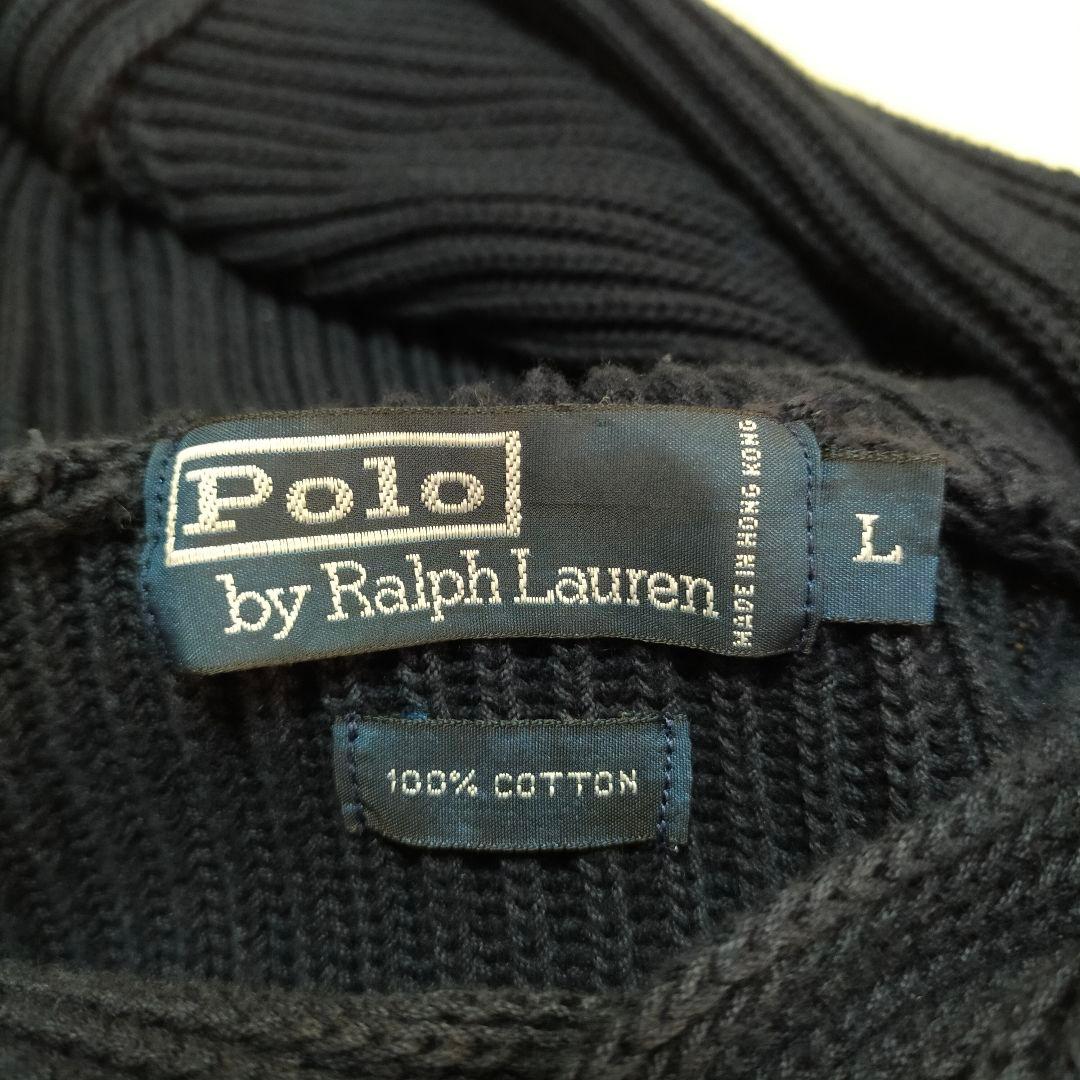 Polo
by Ralph Lauren
MADE IN HONG KONG
L
100% COTTON